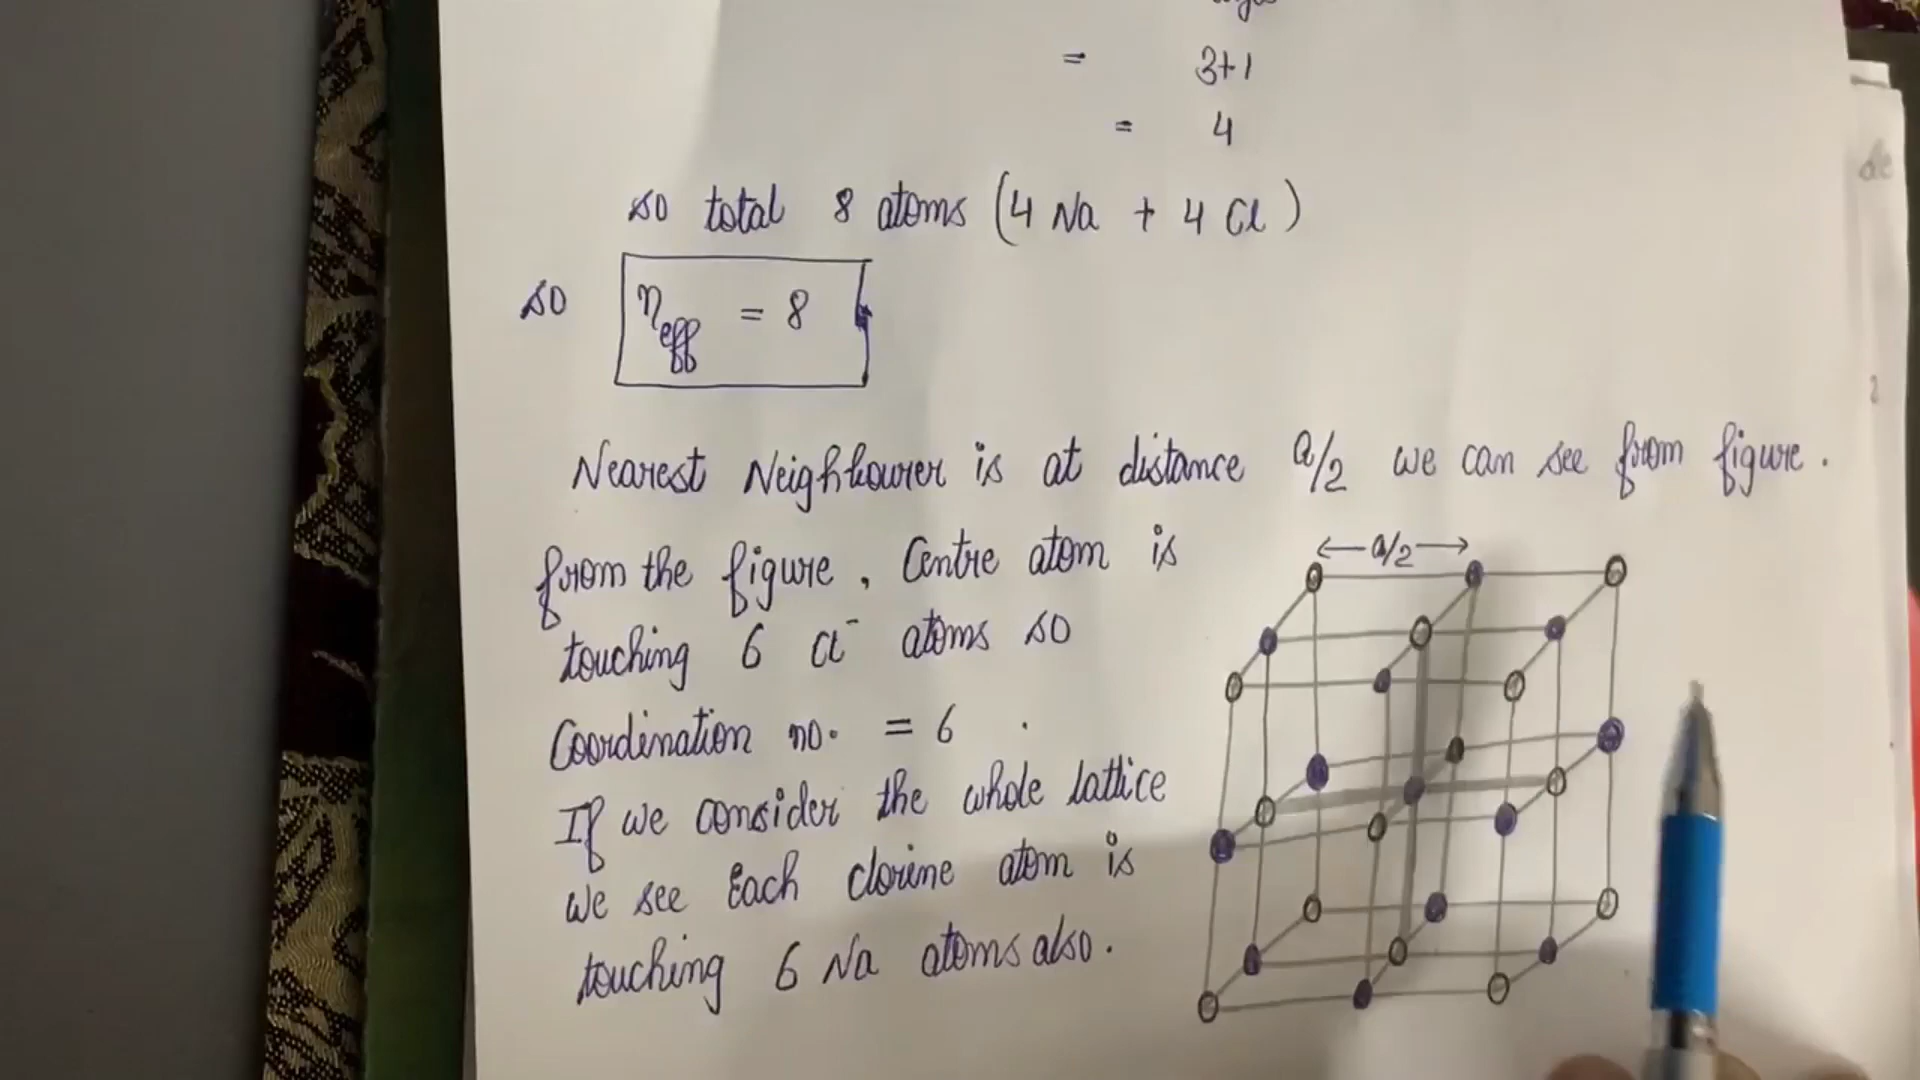 = 3+1
= 4
so total 8 atoms (4 Na + 4 Cl)
so η_eff = 8
Nearest Neighbourer is at distance a/2 we can see from figure.
from the figure, Centre atom is
touching 6 Cl⁻ atoms so
Coordination no. = 6 .
If we consider the whole lattice
we see Each clorine atom is
touching 6 Na atoms also.
←a/2→